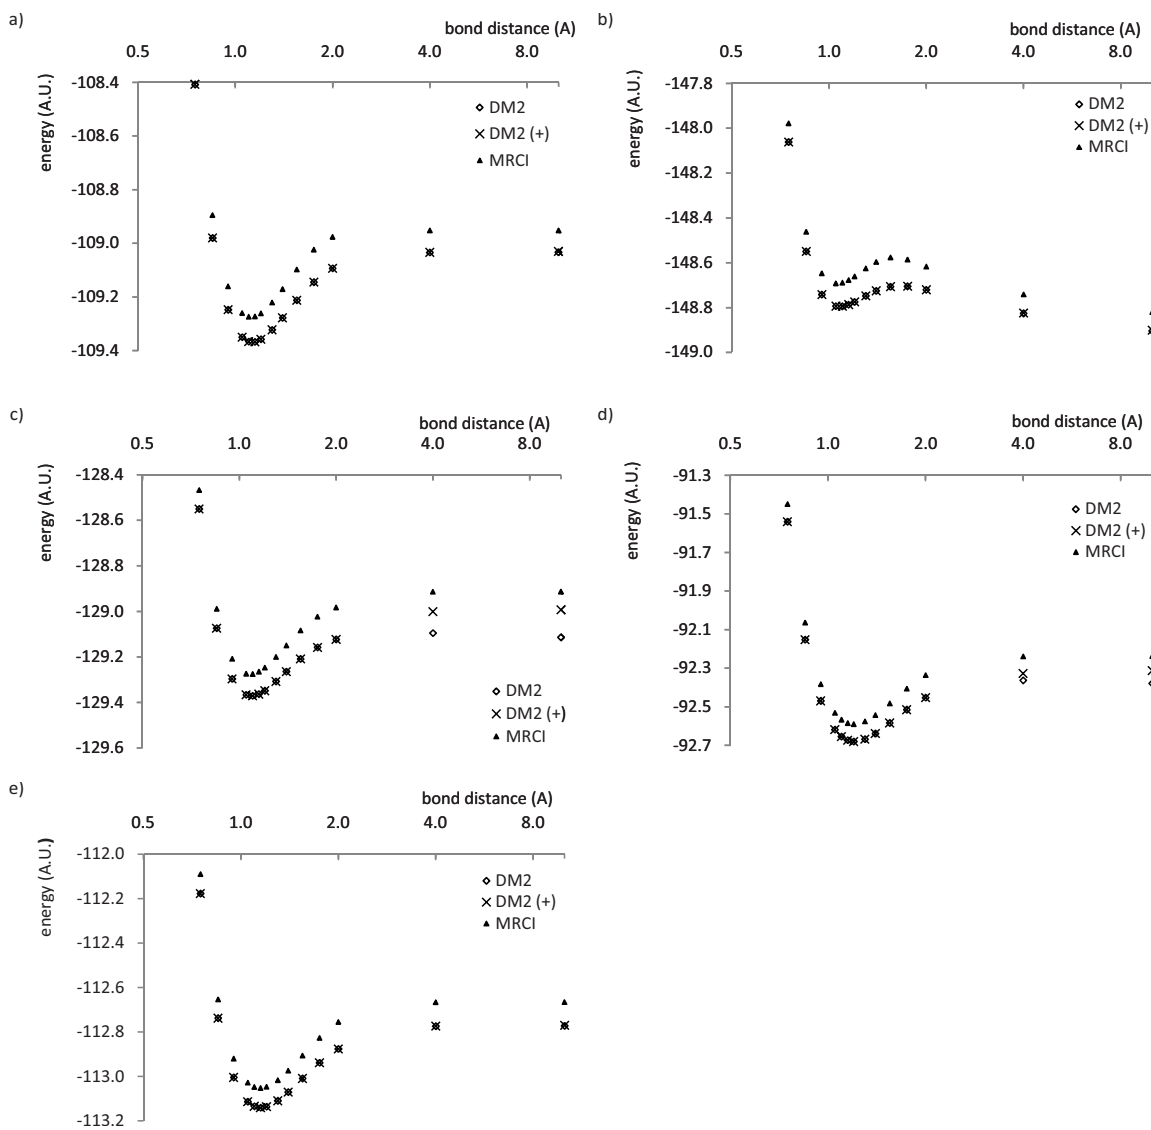 a)
bond distance (A)
0.5 1.0 2.0 4.0 8.0
energy (A.U.)
-108.4
-108.6
-108.8
-109.0
-109.2
-109.4
DM2
DM2 (+)
MRCI
b)
bond distance (A)
0.5 1.0 2.0 4.0 8.0
energy (A.U.)
-147.8
-148.0
-148.2
-148.4
-148.6
-148.8
-149.0
DM2
DM2 (+)
MRCI
c)
bond distance (A)
0.5 1.0 2.0 4.0 8.0
energy (A.U.)
-128.4
-128.6
-128.8
-129.0
-129.2
-129.4
-129.6
DM2
DM2 (+)
MRCI
d)
bond distance (A)
0.5 1.0 2.0 4.0 8.0
energy (A.U.)
-91.3
-91.5
-91.7
-91.9
-92.1
-92.3
-92.5
-92.7
DM2
DM2 (+)
MRCI
e)
bond distance (A)
0.5 1.0 2.0 4.0 8.0
energy (A.U.)
-112.0
-112.2
-112.4
-112.6
-112.8
-113.0
-113.2
DM2
DM2 (+)
MRCI